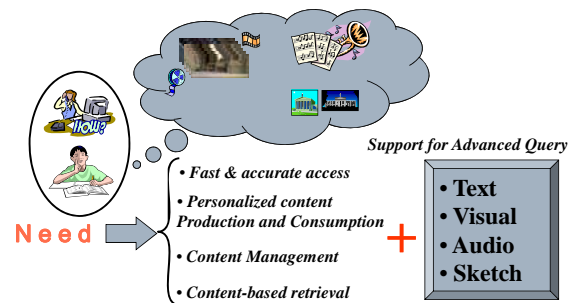 HOW?
Support for Advanced Query
• Fast & accurate access
• Personalized content
Production and Consumption
• Content Management
• Content-based retrieval
Need
+
• Text
• Visual
• Audio
• Sketch